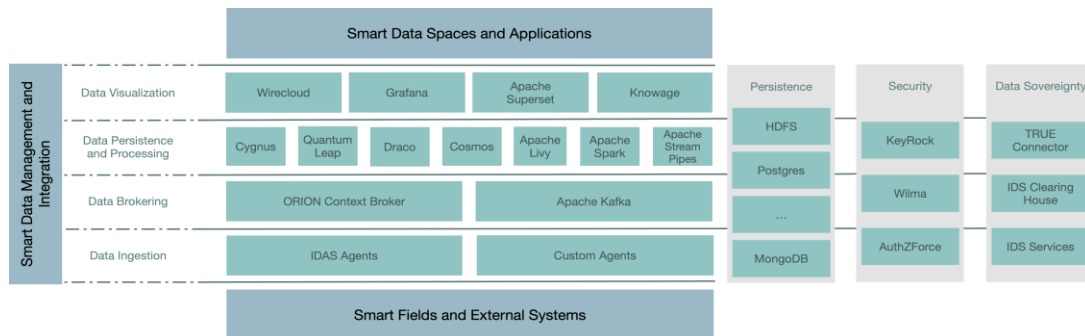 Smart Data Spaces and Applications
Smart Data Management and
Integration
Data Visualization
Wirecloud
Grafana
Apache
Superset
Knowage
Data Persistence
and Processing
Cygnus
Quantum
Leap
Draco
Cosmos
Apache
Livy
Apache
Spark
Apache
Stream
Pipes
Data Brokering
ORION Context Broker
Apache Kafka
Data Ingestion
IDAS Agents
Custom Agents
Smart Fields and External Systems
Persistence
HDFS
Postgres
...
MongoDB
Security
KeyRock
Wilma
AuthZForce
Data Sovereignty
TRUE
Connector
IDS Clearing
House
IDS Services